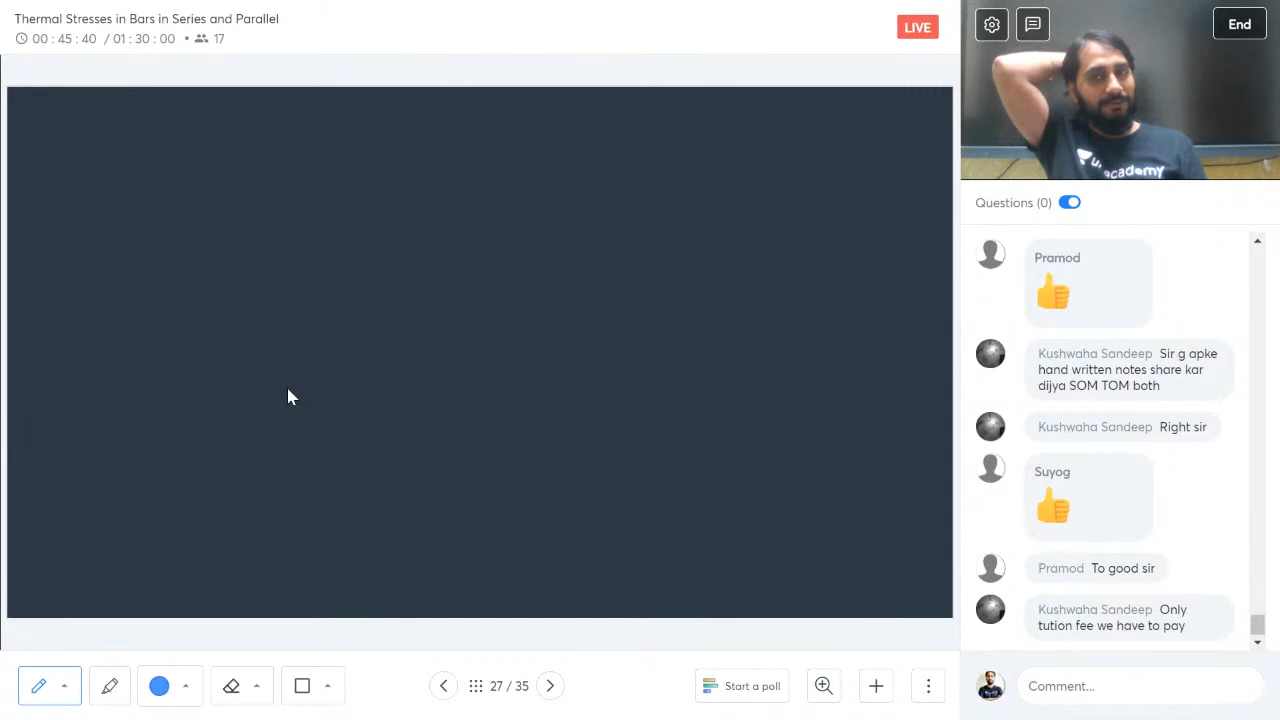 Thermal Stresses in Bars in Series and Parallel
00 : 45 : 40 / 01 : 30 : 00 • 17
LIVE
End
unacademy
Questions (0)
Pramod
Kushwaha Sandeep Sir g apke
hand written notes share kar
dijya SOM TOM both
Kushwaha Sandeep Right sir
Suyog
Pramod To good sir
Kushwaha Sandeep Only
tution fee we have to pay
27 / 35
Start a poll
Comment...